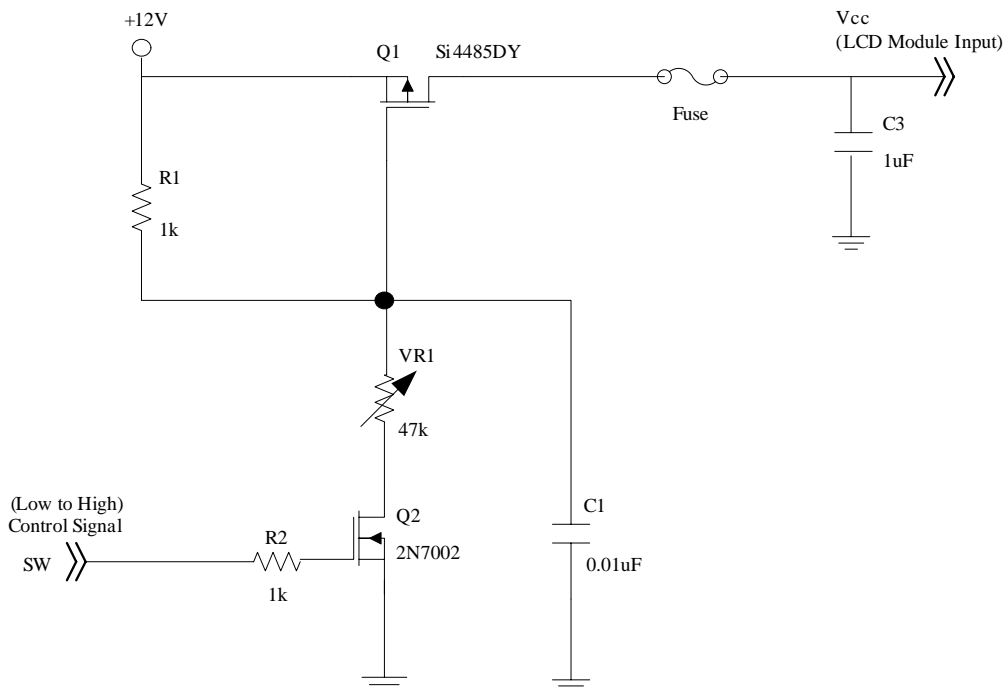 +12V
Q1
Si4485DY
Vcc
(LCD Module Input)
Fuse
C3
1uF
R1
1k
VR1
47k
(Low to High)
Control Signal
SW
R2
1k
Q2
2N7002
C1
0.01uF